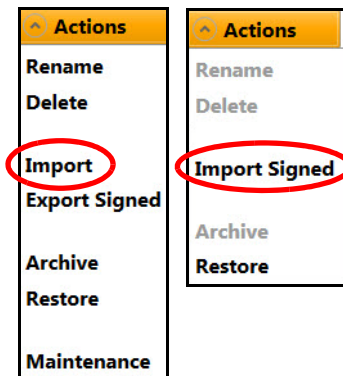 Actions
Rename
Delete
Import
Export Signed
Archive
Restore
Maintenance
Actions
Rename
Delete
Import Signed
Archive
Restore